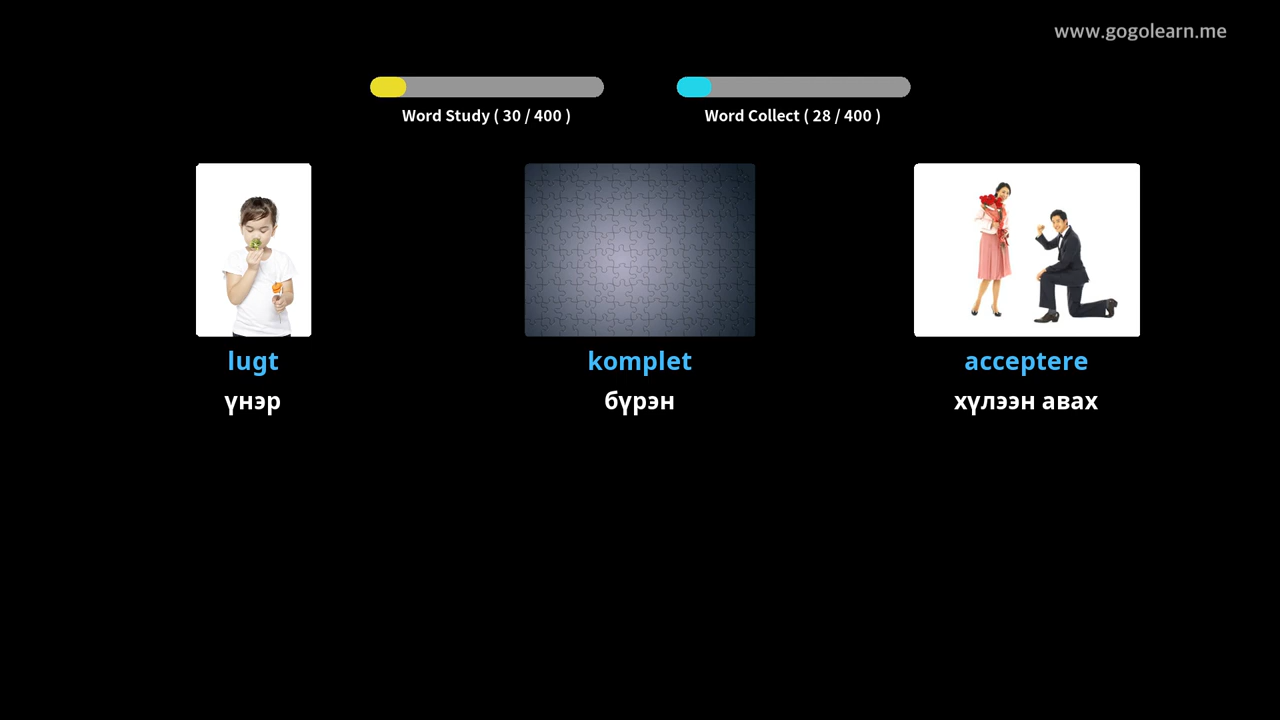 www.gogolearn.me
Word Study ( 30 / 400 )
Word Collect ( 28 / 400 )
lugt
komplet
acceptere
үнэр
бүрэн
хүлээн авах